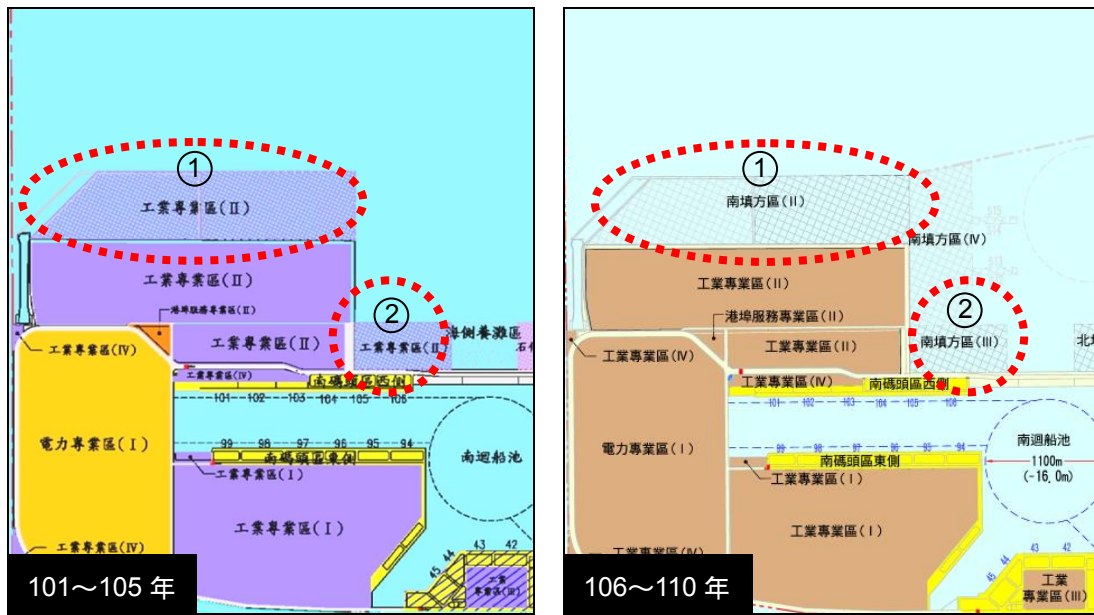 ①
工業專業區(II)
工業專業區(II)
②
港埠服務專業區(II)
工業專業區(IV)
工業專業區(II)
工業專業區(II)
海側養灘區
工業專業區(IV)
南碼頭區西側
101 102 103 104 105 106
99 98 97 96 95 94
電力專業區(I)
南碼頭區東側
南迴船池
工業專業區(I)
工業專業區(I)
工業專業區(IV)
45 44 43 42
工業
專業區(III)
101～105 年
①
南填方區(II)
南填方區(IV)
工業專業區(II)
②
港埠服務專業區(II)
工業專業區(IV)
工業專業區(II)
南填方區(III)
工業專業區(IV)
南碼頭區西側
101 102 103 104 105 106
99 98 97 96 95 94
電力專業區(I)
南碼頭區東側
南迴船池
1100m
(-16.0m)
工業專業區(I)
工業專業區(I)
工業專業區(IV)
45 44 43 42
工業
專業區(III)
106～110 年